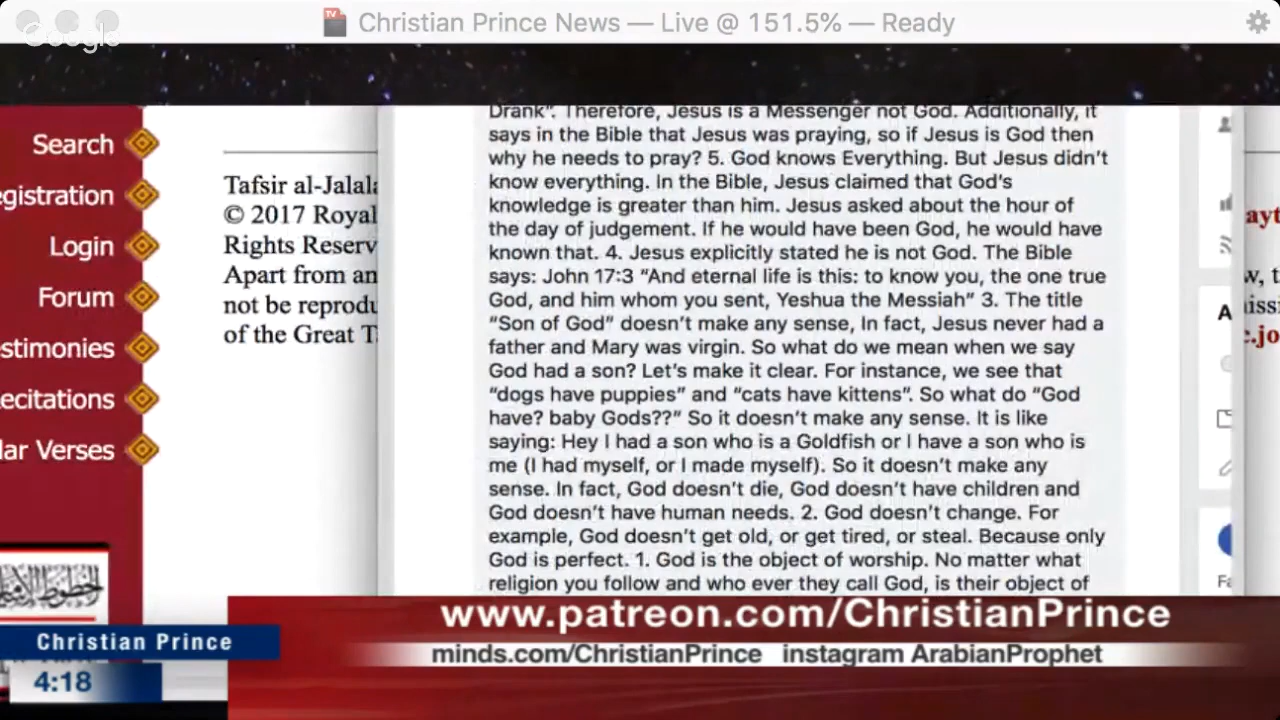 Google
Christian Prince News — Live @ 151.5% — Ready
Search
gistration
Login
Forum
estimonies
ecitations
lar Verses
Tafsir al-Jalala
© 2017 Royal
Rights Reserv
Apart from an
not be reprodu
of the Great T
Drank”. Therefore, Jesus is a Messenger not God. Additionally, it
says in the Bible that Jesus was praying, so if Jesus is God then
why he needs to pray? 5. God knows Everything. But Jesus didn’t
know everything. In the Bible, Jesus claimed that God’s
knowledge is greater than him. Jesus asked about the hour of
the day of judgement. If he would have been God, he would have
known that. 4. Jesus explicitly stated he is not God. The Bible
says: John 17:3 “And eternal life is this: to know you, the one true
God, and him whom you sent, Yeshua the Messiah” 3. The title
“Son of God” doesn’t make any sense, In fact, Jesus never had a
father and Mary was virgin. So what do we mean when we say
God had a son? Let’s make it clear. For instance, we see that
“dogs have puppies” and “cats have kittens”. So what do “God
have? baby Gods??” So it doesn’t make any sense. It is like
saying: Hey I had a son who is a Goldfish or I have a son who is
me (I had myself, or I made myself). So it doesn’t make any
sense. In fact, God doesn’t die, God doesn’t have children and
God doesn’t have human needs. 2. God doesn’t change. For
example, God doesn’t get old, or get tired, or steal. Because only
God is perfect. 1. God is the object of worship. No matter what
religion you follow and who ever they call God, is their object of
ayt
w, t
issi
c.jo
A
Fa
www.patreon.com/ChristianPrince
minds.com/ChristianPrince instagram ArabianProphet
Christian Prince
4:18